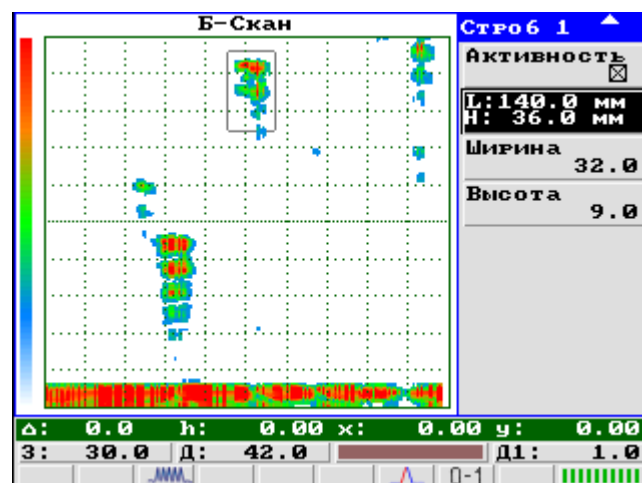 Б-Скан
Строб 1
Активность
L:140.0 мм
H: 36.0 мм
Ширина
32.0
Высота
9.0
Δ: 0.0 h: 0.00 x: 0.00 y: 0.00
З: 30.0 Д: 42.0 Д1: 1.0
0-1